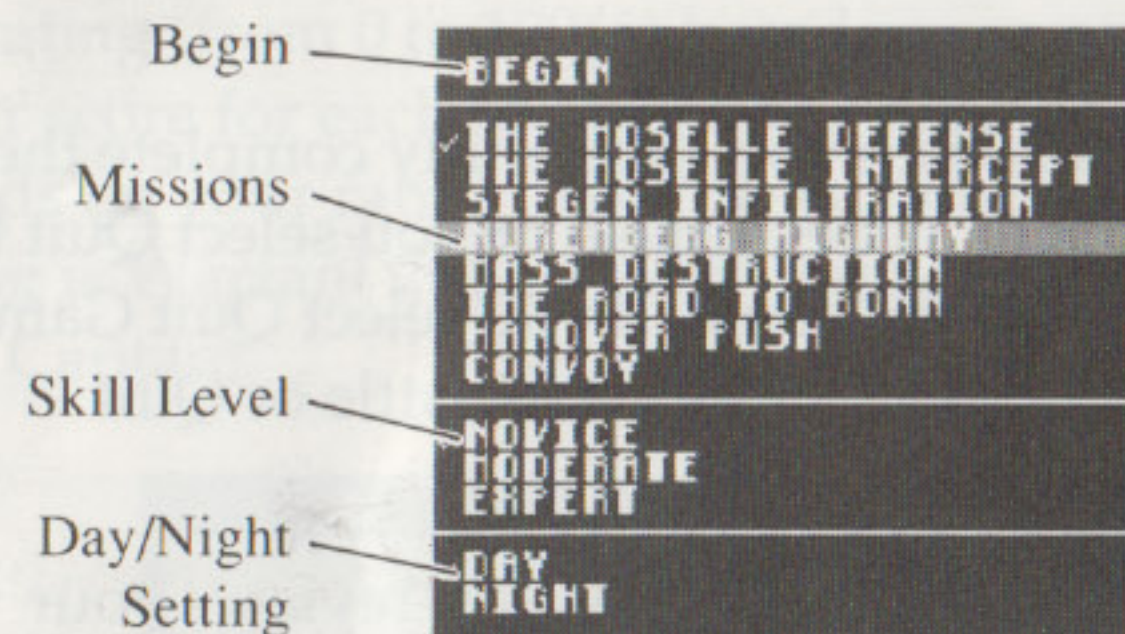 Begin
BEGIN
Missions
THE MOSELLE DEFENSE
THE MOSELLE INTERCEPT
SIEGEN INFILTRATION
NUREMBERG HIGHWAY
MASS DESTRUCTION
THE ROAD TO BONN
HANOVER PUSH
CONVOY
Skill Level
NOVICE
MODERATE
EXPERT
Day/Night
Setting
DAY
NIGHT